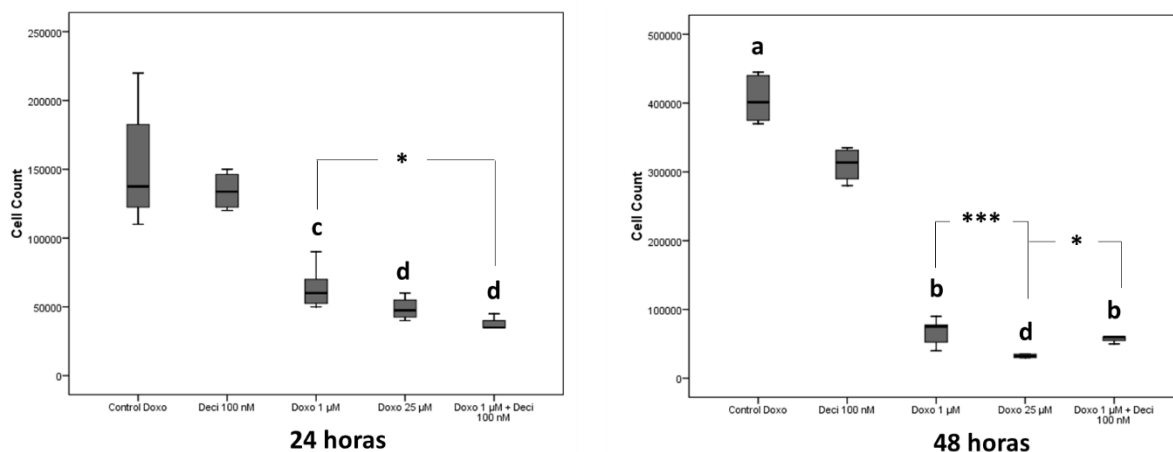 250000
200000
150000
100000
50000
0
Cell Count
*
c
d
d
Control Doxo
Deci 100 nM
Doxo 1 µM
Doxo 25 µM
Doxo 1 µM + Deci
100 nM
24 horas
500000
400000
300000
200000
100000
0
Cell Count
a
***
*
b
d
b
Control Doxo
Deci 100 nM
Doxo 1 µM
Doxo 25 µM
Doxo 1 µM + Deci
100 nM
48 horas